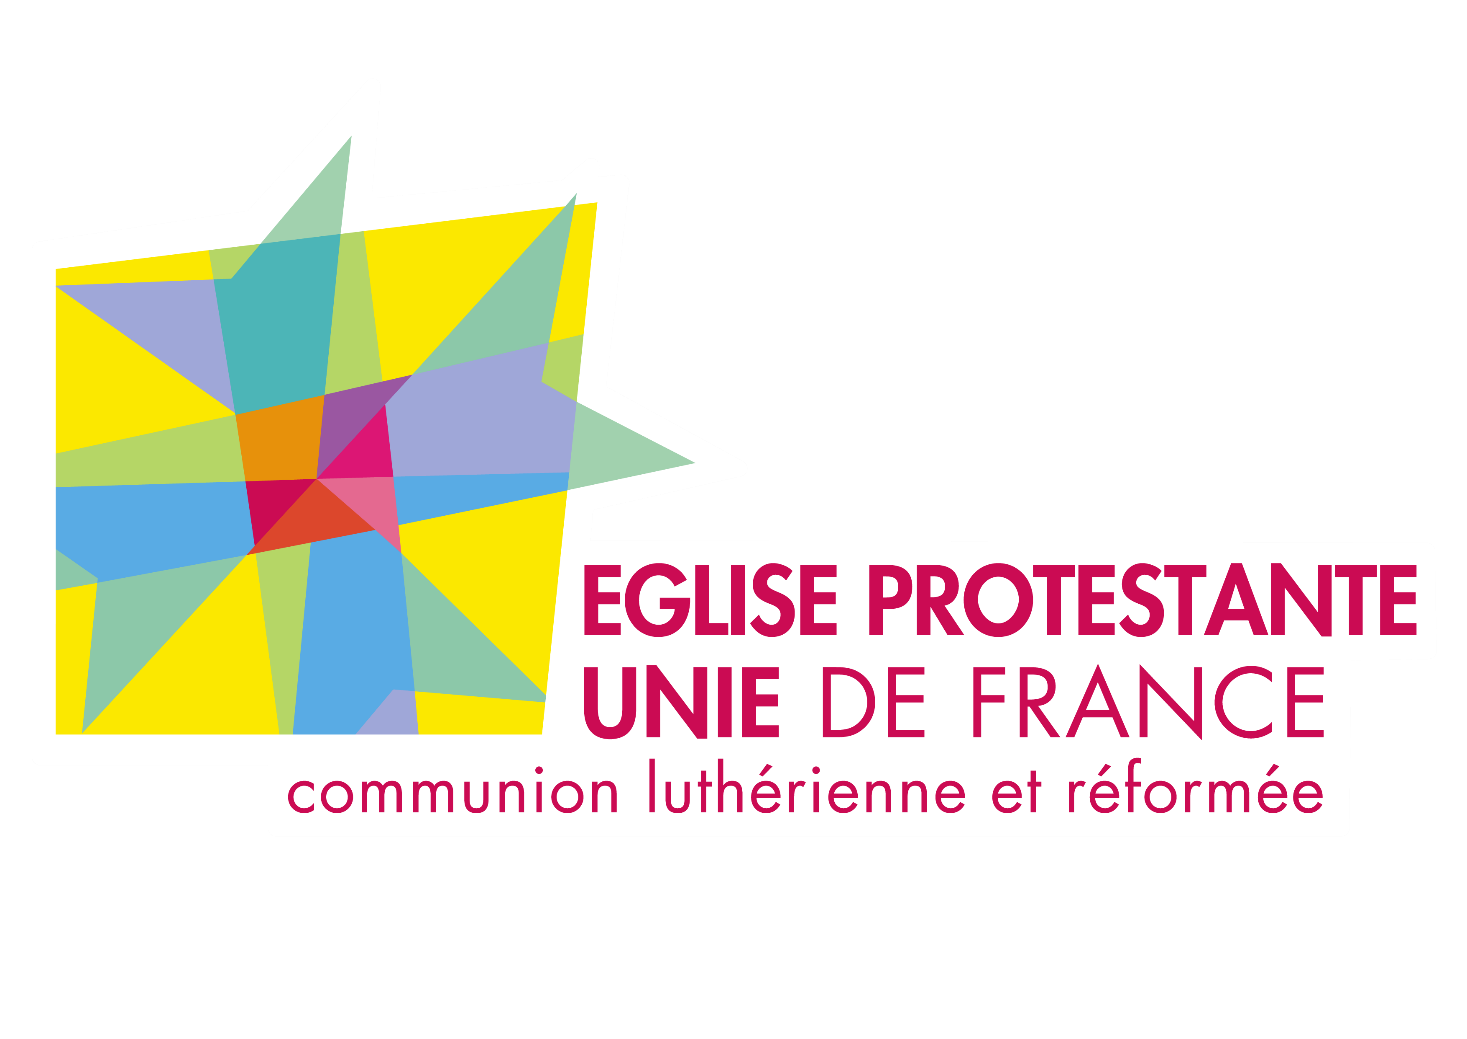 EGLISE PROTESTANTE
UNIE DE FRANCE
communion luthérienne et réformée